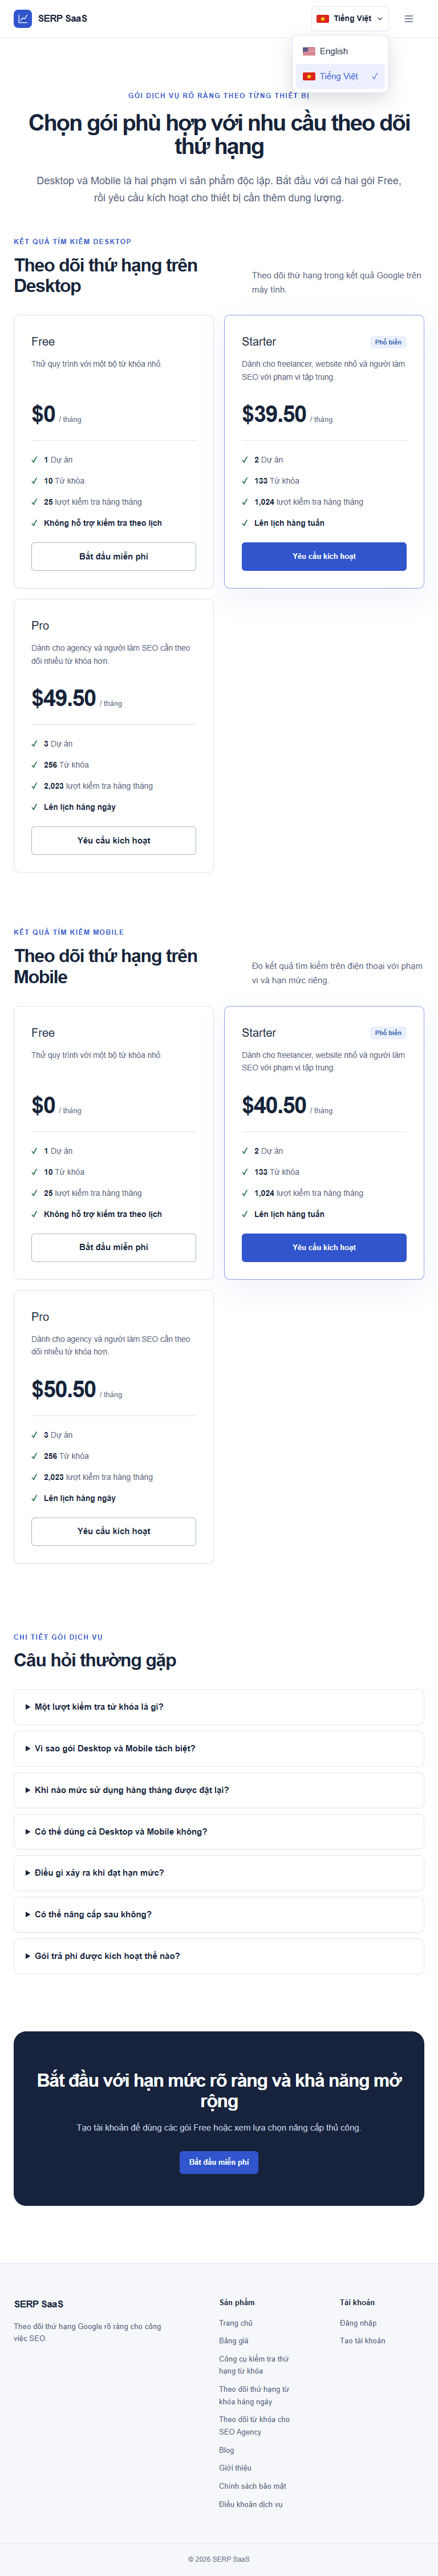 SERP SaaS
Tiếng Việt
English
Tiếng Việt
GÓI DỊCH VỤ RÕ RÀNG THEO TỪNG THIẾT BỊ
Chọn gói phù hợp với nhu cầu theo dõi
thứ hạng
Desktop và Mobile là hai phạm vi sản phẩm độc lập. Bắt đầu với cả hai gói Free,
rồi yêu cầu kích hoạt cho thiết bị cần thêm dung lượng.
KẾT QUẢ TÌM KIẾM DESKTOP
Theo dõi thứ hạng trên
Desktop
Theo dõi thứ hạng trong kết quả Google trên
máy tính.
Free
Thử quy trình với một bộ từ khóa nhỏ.
$0 / tháng
✓ 1 Dự án
✓ 10 Từ khóa
✓ 25 lượt kiểm tra hàng tháng
✓ Không hỗ trợ kiểm tra theo lịch
Bắt đầu miễn phí
Starter
Phổ biến
Dành cho freelancer, website nhỏ và người làm
SEO với phạm vi tập trung.
$39.50 / tháng
✓ 2 Dự án
✓ 133 Từ khóa
✓ 1,024 lượt kiểm tra hàng tháng
✓ Lên lịch hàng tuần
Yêu cầu kích hoạt
Pro
Dành cho agency và người làm SEO cần theo
dõi nhiều từ khóa hơn.
$49.50 / tháng
✓ 3 Dự án
✓ 256 Từ khóa
✓ 2,023 lượt kiểm tra hàng tháng
✓ Lên lịch hàng ngày
Yêu cầu kích hoạt
KẾT QUẢ TÌM KIẾM MOBILE
Theo dõi thứ hạng trên
Mobile
Đo kết quả tìm kiếm trên điện thoại với phạm
vi và hạn mức riêng.
Free
Thử quy trình với một bộ từ khóa nhỏ.
$0 / tháng
✓ 1 Dự án
✓ 10 Từ khóa
✓ 25 lượt kiểm tra hàng tháng
✓ Không hỗ trợ kiểm tra theo lịch
Bắt đầu miễn phí
Starter
Phổ biến
Dành cho freelancer, website nhỏ và người làm
SEO với phạm vi tập trung.
$40.50 / tháng
✓ 2 Dự án
✓ 133 Từ khóa
✓ 1,024 lượt kiểm tra hàng tháng
✓ Lên lịch hàng tuần
Yêu cầu kích hoạt
Pro
Dành cho agency và người làm SEO cần theo
dõi nhiều từ khóa hơn.
$50.50 / tháng
✓ 3 Dự án
✓ 256 Từ khóa
✓ 2,023 lượt kiểm tra hàng tháng
✓ Lên lịch hàng ngày
Yêu cầu kích hoạt
CHI TIẾT GÓI DỊCH VỤ
Câu hỏi thường gặp
Một lượt kiểm tra từ khóa là gì?
Vì sao gói Desktop và Mobile tách biệt?
Khi nào mức sử dụng hàng tháng được đặt lại?
Có thể dùng cả Desktop và Mobile không?
Điều gì xảy ra khi đạt hạn mức?
Có thể nâng cấp sau không?
Gói trả phí được kích hoạt thế nào?
Bắt đầu với hạn mức rõ ràng và khả năng mở
rộng
Tạo tài khoản để dùng các gói Free hoặc xem lựa chọn nâng cấp thủ công.
Bắt đầu miễn phí
SERP SaaS
Theo dõi thứ hạng Google rõ ràng cho công
việc SEO.
Sản phẩm
Trang chủ
Bảng giá
Công cụ kiểm tra thứ
hạng từ khóa
Theo dõi thứ hạng từ
khóa hàng ngày
Theo dõi từ khóa cho
SEO Agency
Blog
Giới thiệu
Chính sách bảo mật
Điều khoản dịch vụ
Tài khoản
Đăng nhập
Tạo tài khoản
© 2026 SERP SaaS